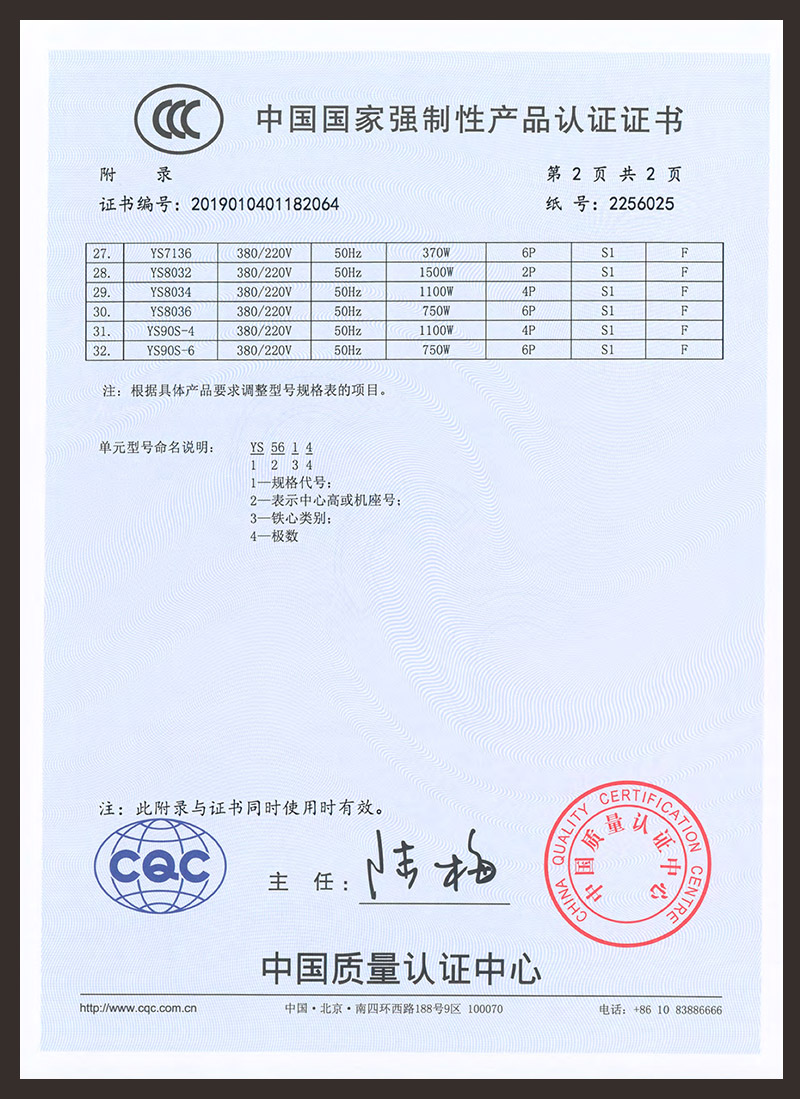 CCC
中国国家强制性产品认证证书
附 录 第 2 页 共 2 页
证书编号：2019010401182064 纸 号：2256025
27. YS7136 380/220V 50Hz 370W 6P S1 F
28. YS8032 380/220V 50Hz 1500W 2P S1 F
29. YS8034 380/220V 50Hz 1100W 4P S1 F
30. YS8036 380/220V 50Hz 750W 6P S1 F
31. YS90S-4 380/220V 50Hz 1100W 4P S1 F
32. YS90S-6 380/220V 50Hz 750W 6P S1 F
注：根据具体产品要求调整型号规格表的项目。
单元型号命名说明： YS 56 1 4
1 2 3 4
1—规格代号；
2—表示中心高或机座号；
3—铁心类别；
4—极数
注：此附录与证书同时使用时有效。
CQC
主 任：陆梅
CHINA QUALITY CERTIFICATION CENTRE
中国质量认证中心
中国质量认证中心
http://www.cqc.com.cn 中国·北京·南四环西路188号9区 100070 电话：+86 10 83886666